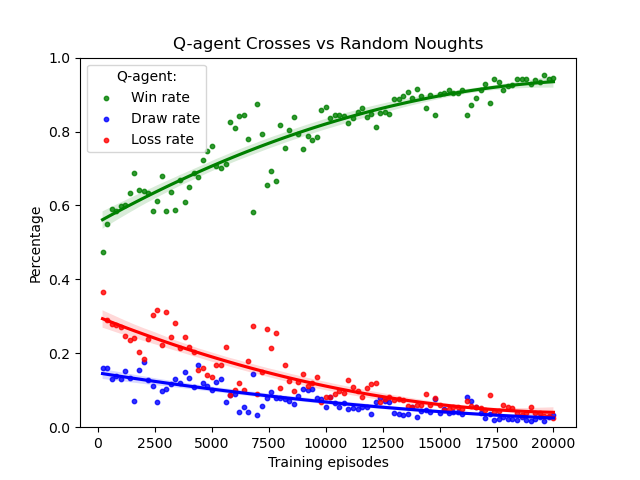 Q-agent Crosses vs Random Noughts
Q-agent:
Win rate
Draw rate
Loss rate
Percentage
1.0
0.8
0.6
0.4
0.2
0.0
0 2500 5000 7500 10000 12500 15000 17500 20000
Training episodes